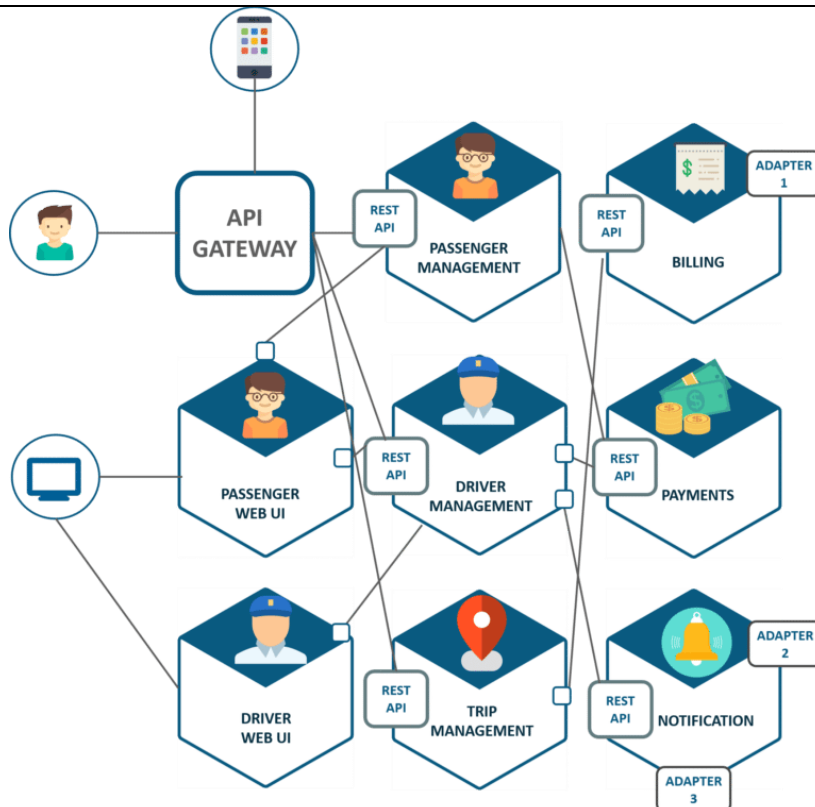 API
GATEWAY
REST
API
PASSENGER
MANAGEMENT
REST
API
BILLING
ADAPTER
1
PASSENGER
WEB UI
REST
API
DRIVER
MANAGEMENT
REST
API
PAYMENTS
DRIVER
WEB UI
REST
API
TRIP
MANAGEMENT
REST
API
NOTIFICATION
ADAPTER
2
ADAPTER
3